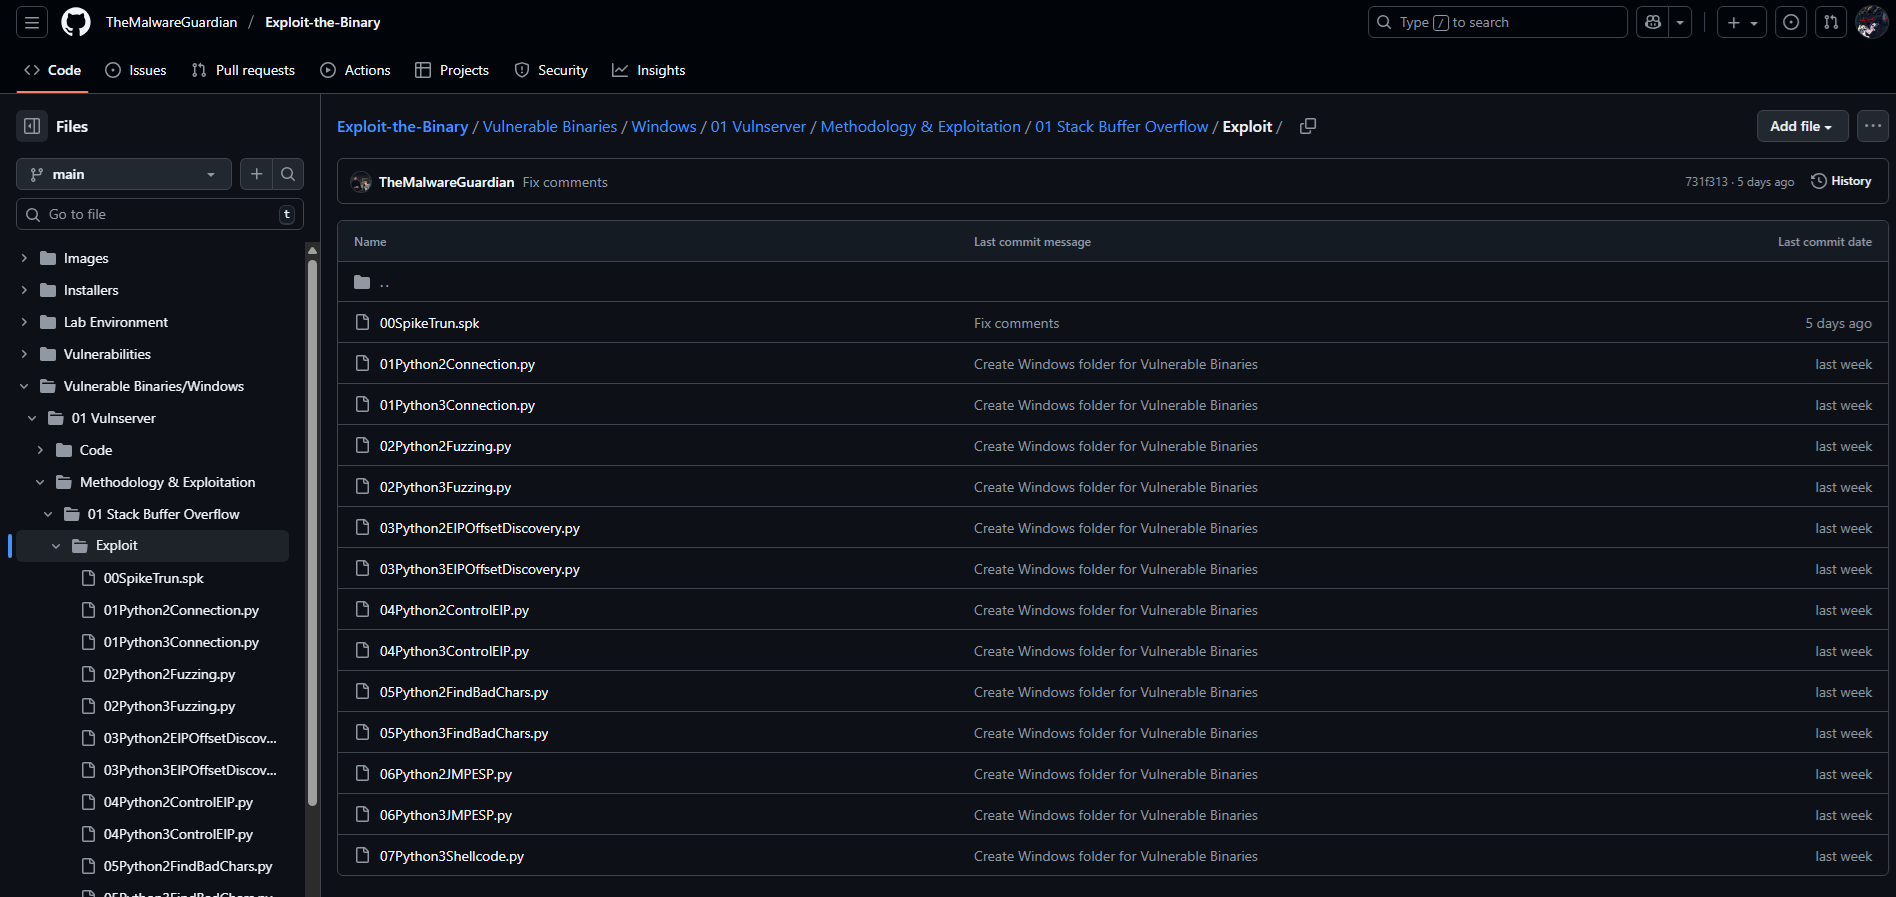 TheMalwareGuardian / Exploit-the-Binary
Type / to search
Code Issues Pull requests Actions Projects Security Insights
Files
main
Go to file t
Images
Installers
Lab Environment
Vulnerabilities
Vulnerable Binaries/Windows
01 Vulnserver
Code
Methodology & Exploitation
01 Stack Buffer Overflow
Exploit
00SpikeTrun.spk
01Python2Connection.py
01Python3Connection.py
02Python2Fuzzing.py
02Python3Fuzzing.py
03Python2EIPOffsetDiscov...
03Python3EIPOffsetDiscov...
04Python2ControlEIP.py
04Python3ControlEIP.py
05Python2FindBadChars.py
05Python3FindBadChars.py
Exploit-the-Binary / Vulnerable Binaries / Windows / 01 Vulnserver / Methodology & Exploitation / 01 Stack Buffer Overflow / Exploit /
Add file
TheMalwareGuardian Fix comments
731f313 · 5 days ago History
Name Last commit message Last commit date
..
00SpikeTrun.spk Fix comments 5 days ago
01Python2Connection.py Create Windows folder for Vulnerable Binaries last week
01Python3Connection.py Create Windows folder for Vulnerable Binaries last week
02Python2Fuzzing.py Create Windows folder for Vulnerable Binaries last week
02Python3Fuzzing.py Create Windows folder for Vulnerable Binaries last week
03Python2EIPOffsetDiscovery.py Create Windows folder for Vulnerable Binaries last week
03Python3EIPOffsetDiscovery.py Create Windows folder for Vulnerable Binaries last week
04Python2ControlEIP.py Create Windows folder for Vulnerable Binaries last week
04Python3ControlEIP.py Create Windows folder for Vulnerable Binaries last week
05Python2FindBadChars.py Create Windows folder for Vulnerable Binaries last week
05Python3FindBadChars.py Create Windows folder for Vulnerable Binaries last week
06Python2JMPESP.py Create Windows folder for Vulnerable Binaries last week
06Python3JMPESP.py Create Windows folder for Vulnerable Binaries last week
07Python3Shellcode.py Create Windows folder for Vulnerable Binaries last week